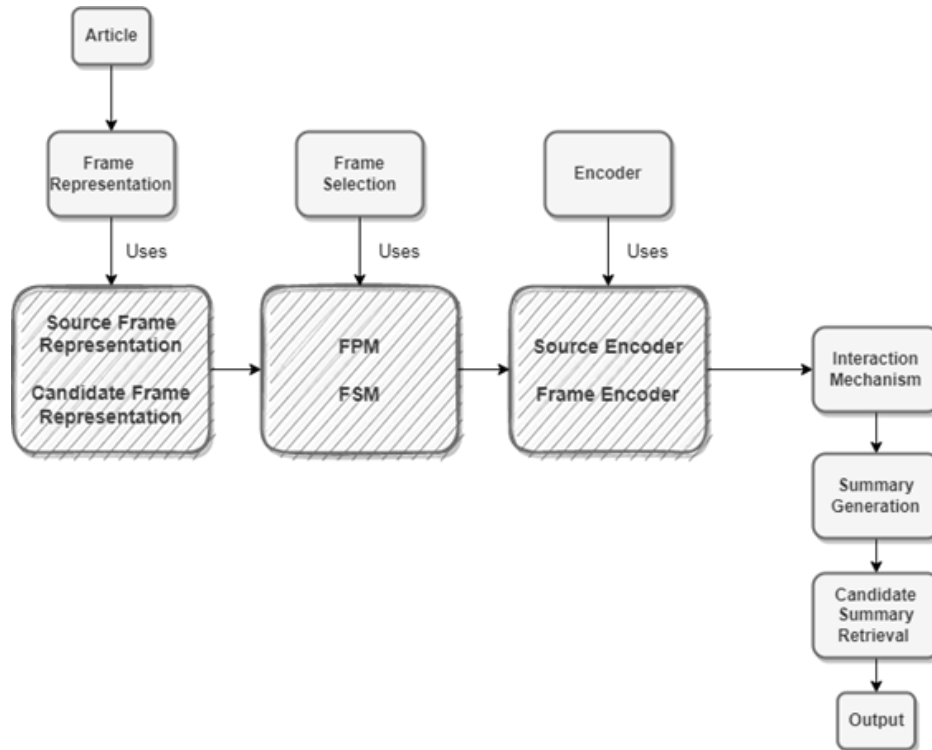 Article
Frame
Representation
Frame
Selection
Encoder
Uses
Uses
Uses
Source Frame
Representation
Candidate Frame
Representation
FPM
FSM
Source Encoder
Frame Encoder
Interaction
Mechanism
Summary
Generation
Candidate
Summary
Retrieval
Output